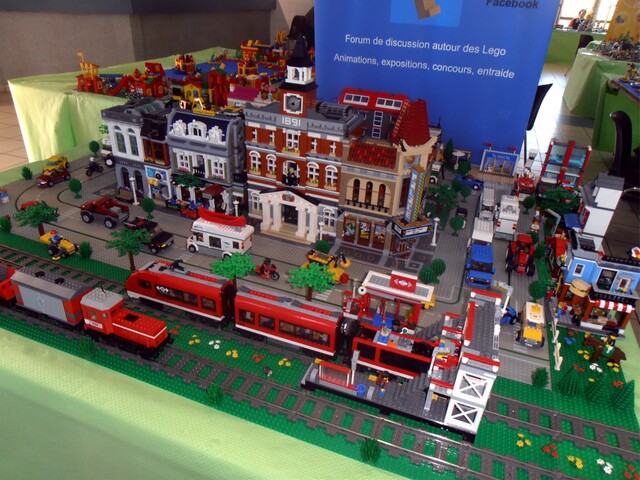 Facebook
Forum de discussion autour des Lego
Animations, expositions, concours, entraide
1891